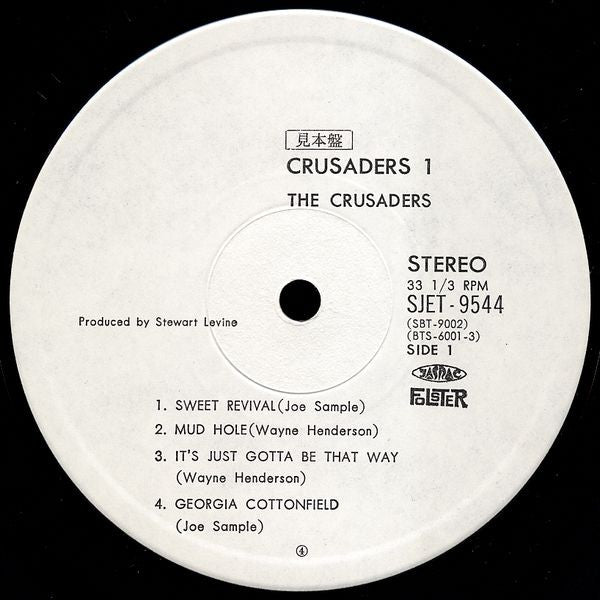 見本盤
CRUSADERS 1
THE CRUSADERS
STEREO
33 1/3 RPM
SJET-9544
(SBT-9002)
(BTS-6001-3)
SIDE 1
JASRAC
FOLSTER
Produced by Stewart Levine
1. SWEET REVIVAL(Joe Sample)
2. MUD HOLE(Wayne Henderson)
3. IT'S JUST GOTTA BE THAT WAY
(Wayne Henderson)
4. GEORGIA COTTONFIELD
(Joe Sample)
④